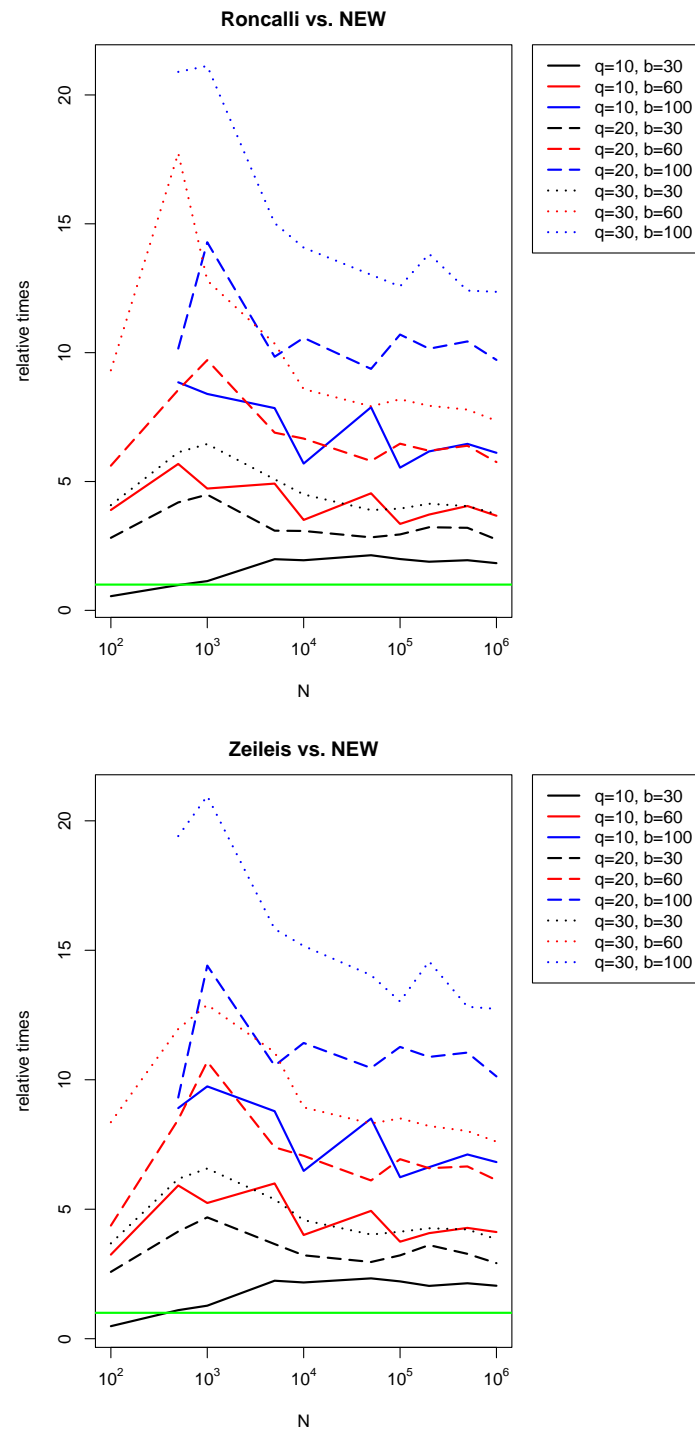 Roncalli vs. NEW
q=10, b=30
q=10, b=60
q=10, b=100
q=20, b=30
q=20, b=60
q=20, b=100
q=30, b=30
q=30, b=60
q=30, b=100
relative times
20
15
10
5
0
10² 10³ 10⁴ 10⁵ 10⁶
N
Zeileis vs. NEW
q=10, b=30
q=10, b=60
q=10, b=100
q=20, b=30
q=20, b=60
q=20, b=100
q=30, b=30
q=30, b=60
q=30, b=100
relative times
20
15
10
5
0
10² 10³ 10⁴ 10⁵ 10⁶
N